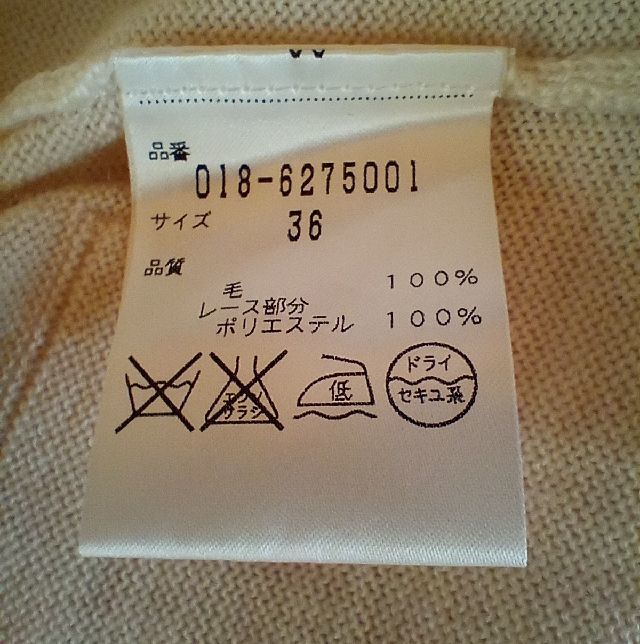 品番
018-6275001
サイズ 36
品質
毛 100%
レース部分
ポリエステル 100%
エンソ
サラシ
低
ドライ
セキユ系